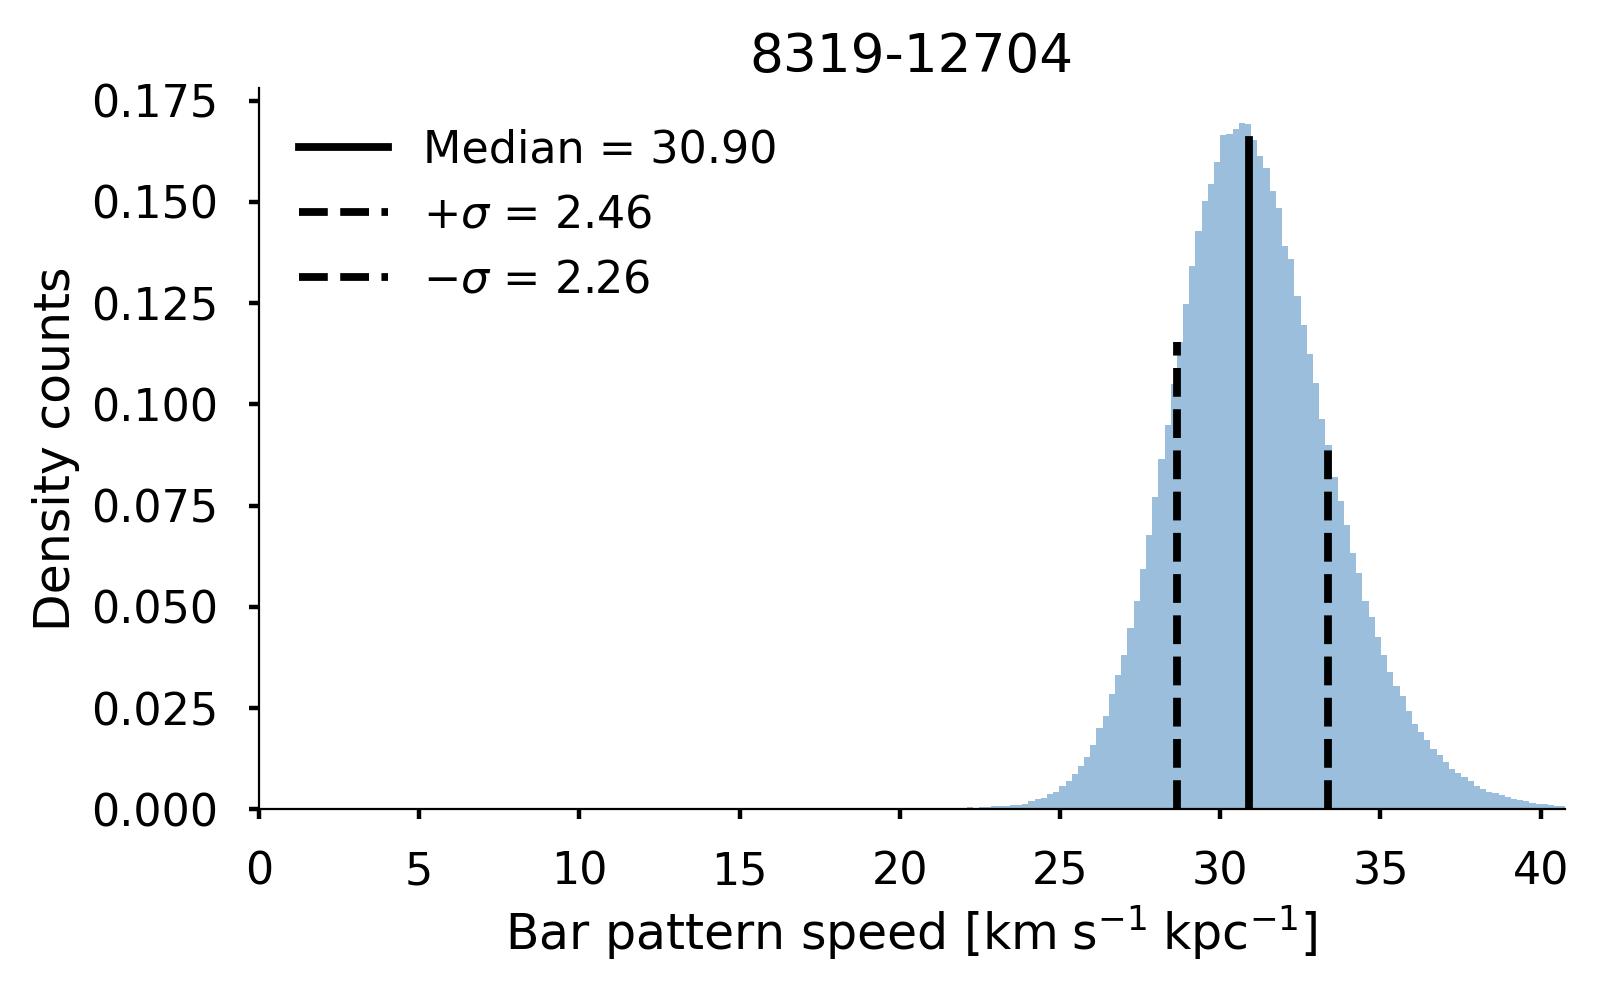 8319-12704
Median = 30.90
+σ = 2.46
−σ = 2.26
Density counts
0.175
0.150
0.125
0.100
0.075
0.050
0.025
0.000
0 5 10 15 20 25 30 35 40
Bar pattern speed [km s⁻¹ kpc⁻¹]